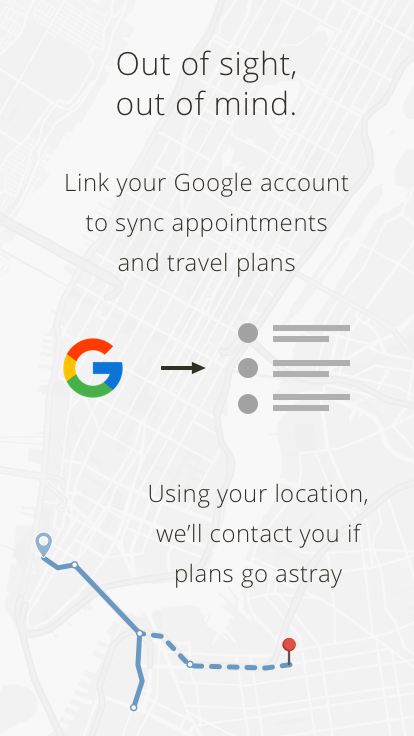 Out of sight,
out of mind.
Link your Google account
to sync appointments
and travel plans
Using your location,
we’ll contact you if
plans go astray